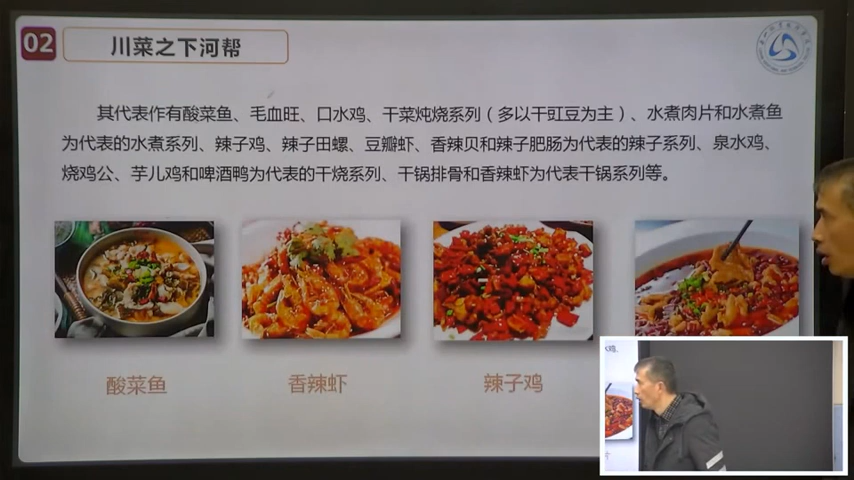 02
川菜之下河帮
其代表作有酸菜鱼、毛血旺、口水鸡、干菜炖烧系列（多以干豇豆为主）、水煮肉片和水煮鱼
为代表的水煮系列、辣子鸡、辣子田螺、豆瓣虾、香辣贝和辣子肥肠为代表的辣子系列、泉水鸡、
烧鸡公、芋儿鸡和啤酒鸭为代表的干烧系列、干锅排骨和香辣虾为代表干锅系列等。
酸菜鱼
香辣虾
辣子鸡
片